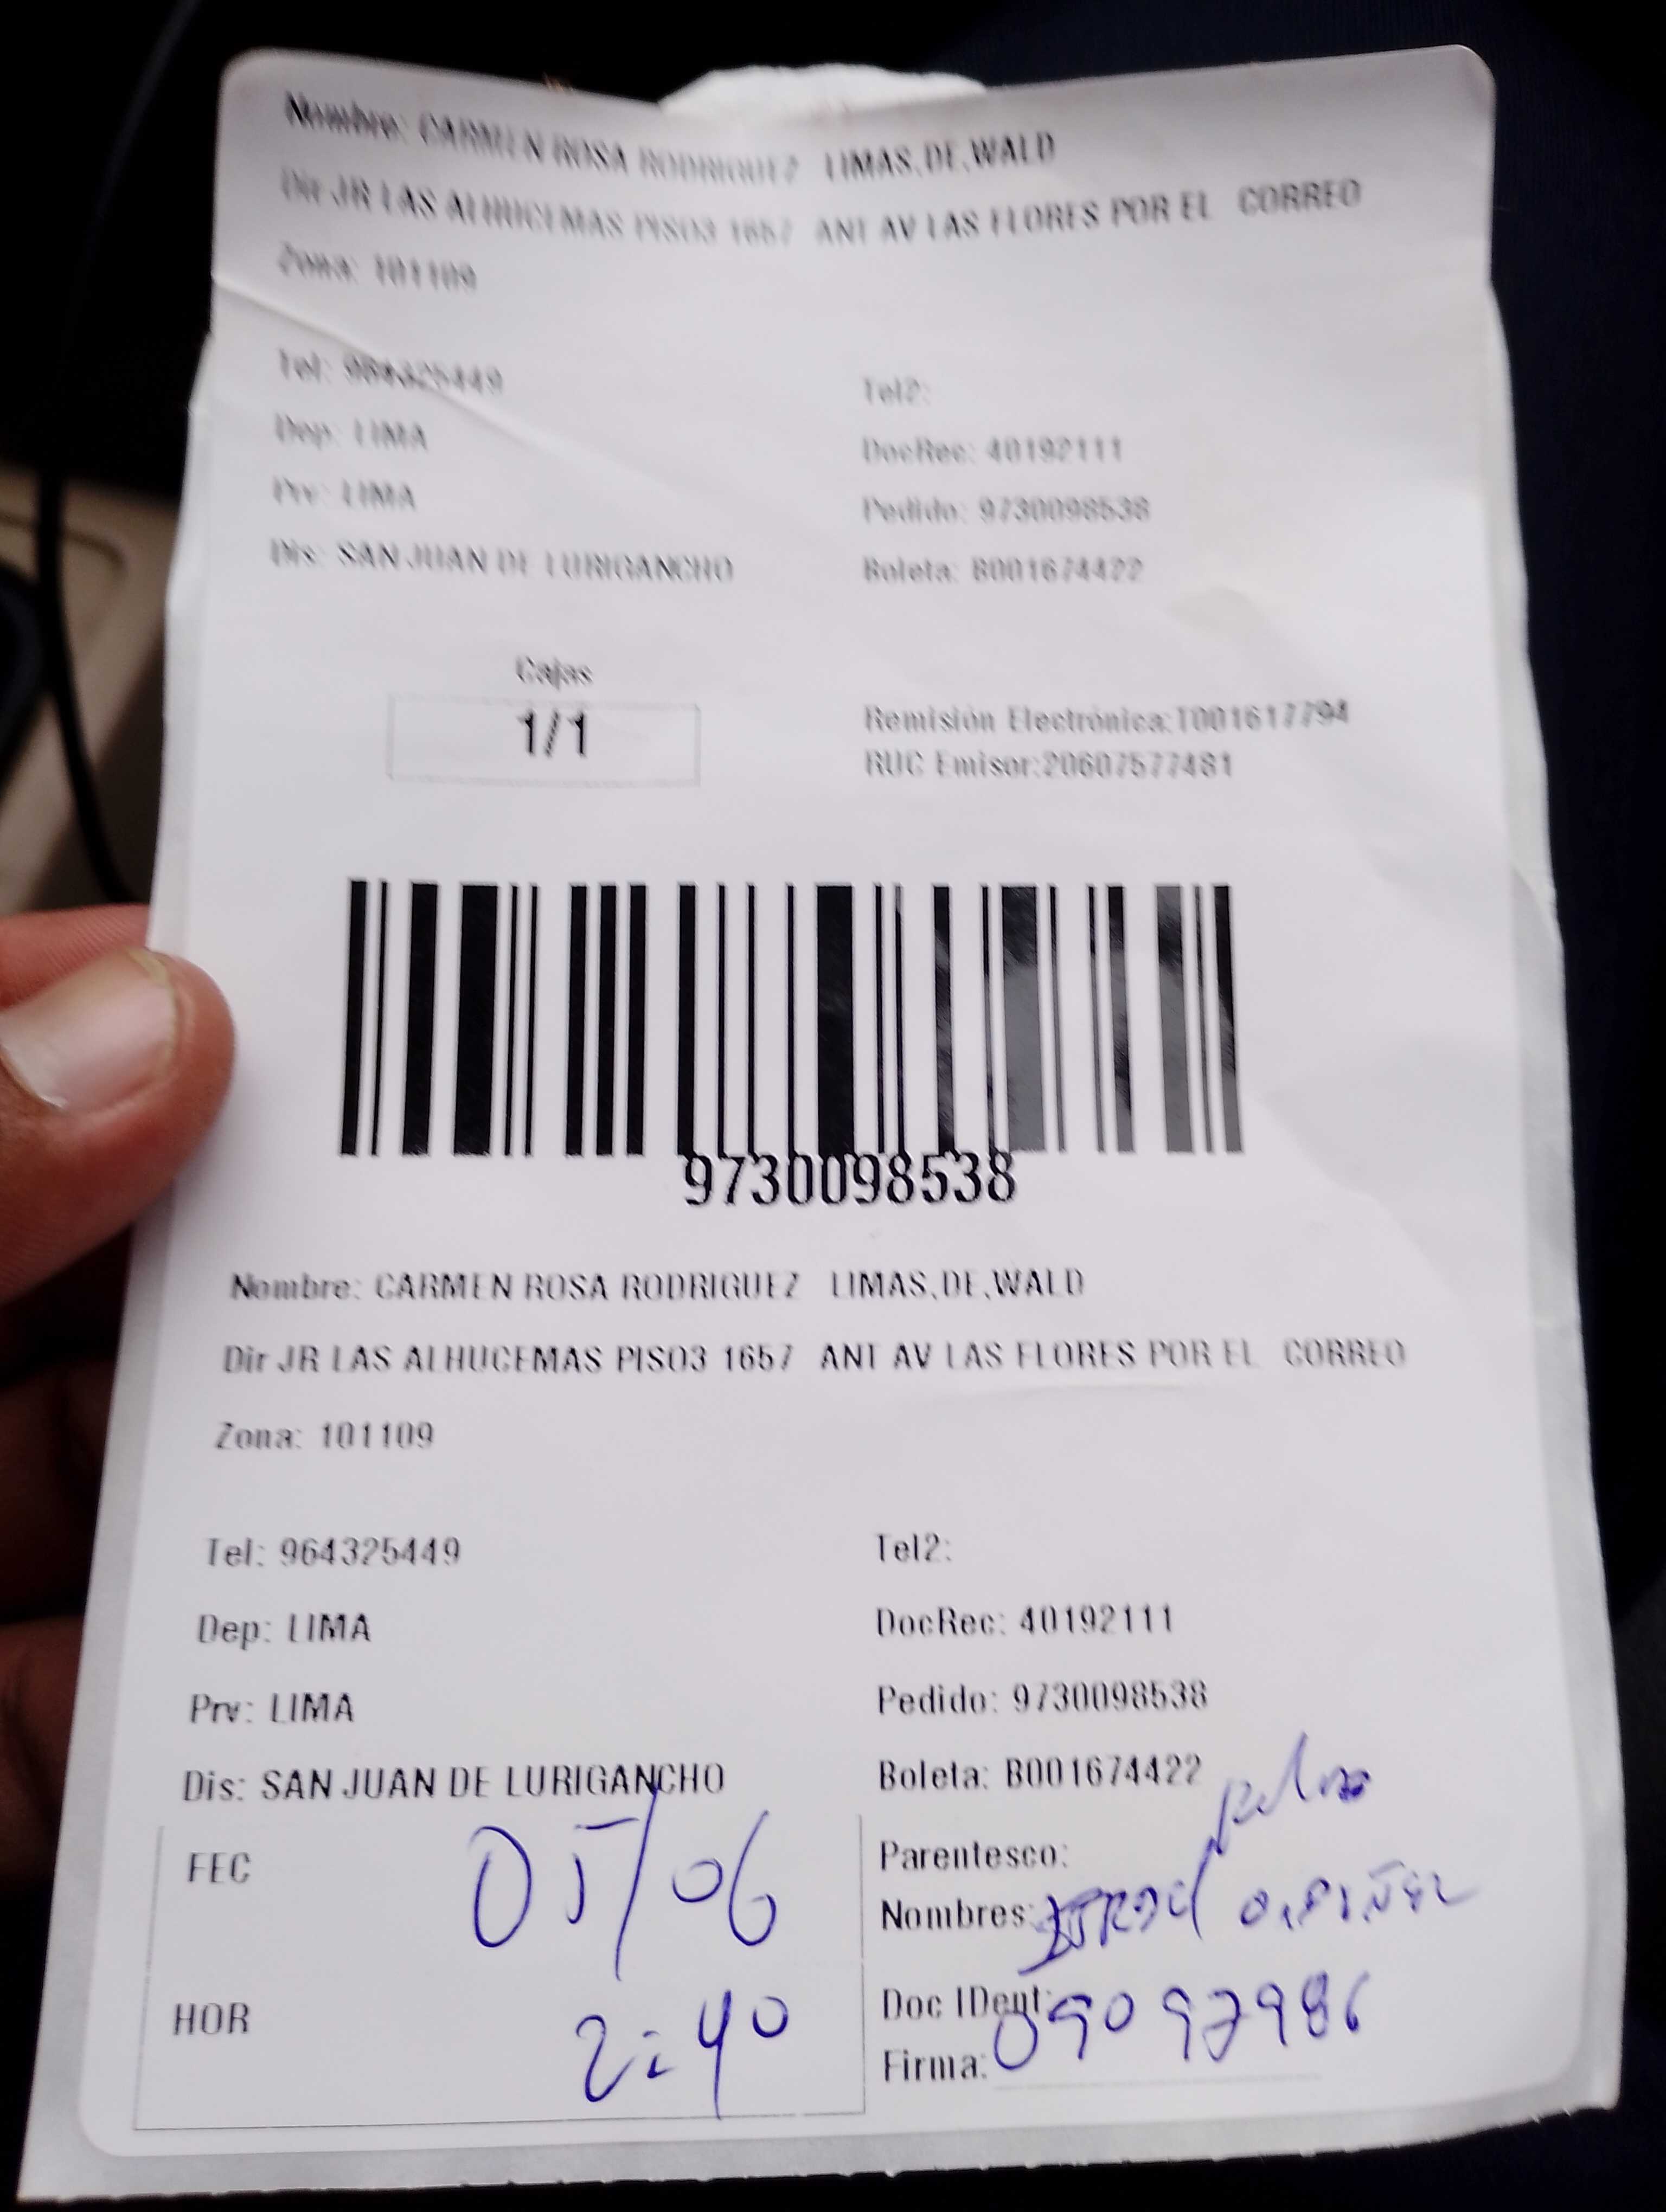 Nombre: CARMEN ROSA RODRIGUEZ LIMAS,DE,WALD
Dir JR LAS ALHUCEMAS PISO3 1657 ANT AV LAS FLORES POR EL CORREO
Zona: 101109
Tel: 964325449 Tel2:
Dep: LIMA DocRec: 40192111
Prv: LIMA Pedido: 9730098538
Dis: SAN JUAN DE LURIGANCHO Boleta: B001674422
Cajas
1/1
Remisión Electrónica:T001617794
RUC Emisor:20607577481
9730098538
Nombre: CARMEN ROSA RODRIGUEZ LIMAS,DE,WALD
Dir JR LAS ALHUCEMAS PISO3 1657 ANT AV LAS FLORES POR EL CORREO
Zona: 101109
Tel: 964325449 Tel2:
Dep: LIMA DocRec: 40192111
Prv: LIMA Pedido: 9730098538
Dis: SAN JUAN DE LURIGANCHO Boleta: B001674422
FEC 05/06 Parentesco:
Nombres:
HOR 2:40 Doc IDent: 09097986
Firma: